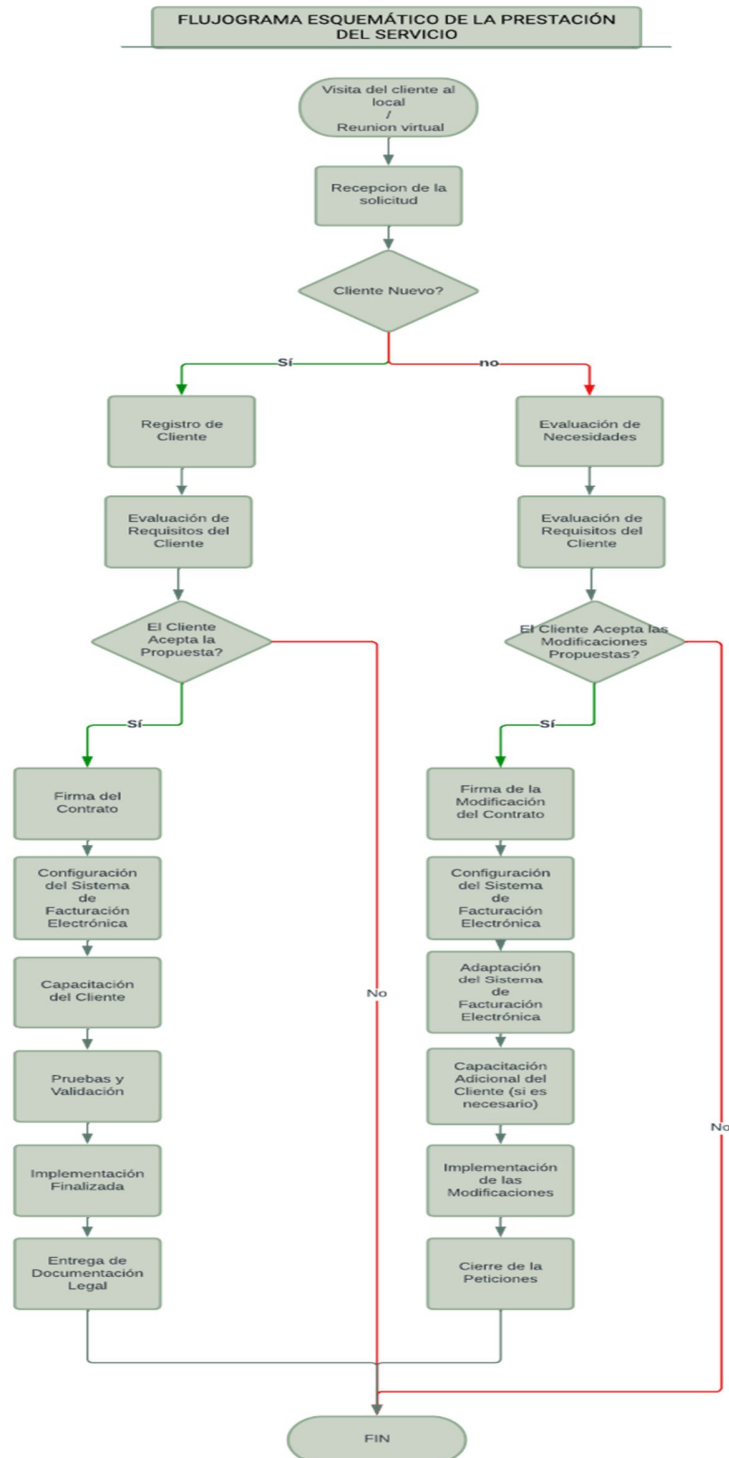 FLUJOGRAMA ESQUEMÁTICO DE LA PRESTACIÓN
DEL SERVICIO
Visita del cliente al
local
/
Reunion virtual
Recepcion de la
solicitud
Cliente Nuevo?
Sí
no
Registro de
Cliente
Evaluación de
Necesidades
Evaluación de
Requisitos del
Cliente
Evaluación de
Requisitos del
Cliente
El Cliente
Acepta la
Propuesta?
El Cliente Acepta las
Modificaciones
Propuestas?
Sí
Sí
Firma del
Contrato
Firma de la
Modificación
del Contrato
Configuración
del Sistema
de
Facturación
Electrónica
Configuración
del Sistema
de
Facturación
Electrónica
Capacitación
del Cliente
Adaptación
del Sistema
de
Facturación
Electrónica
No
Pruebas y
Validación
Capacitación
Adicional del
Cliente (si es
necesario)
No
Implementación
Finalizada
Implementación
de las
Modificaciones
Entrega de
Documentación
Legal
Cierre de la
Peticiones
FIN